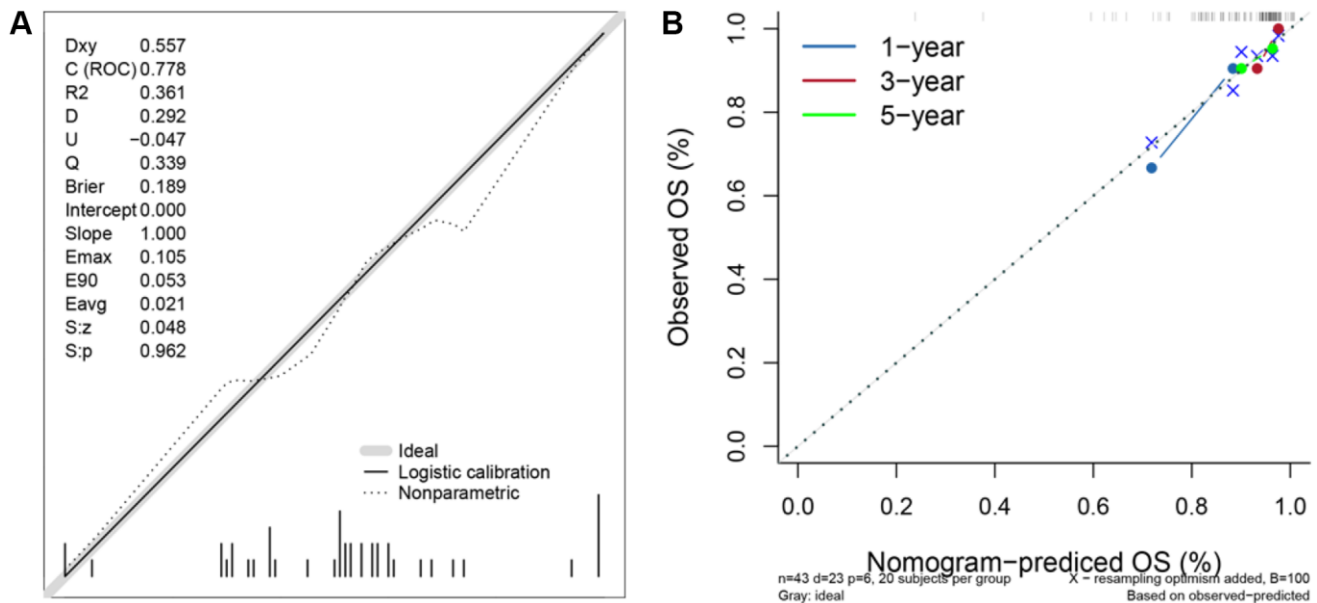 A
Dxy 0.557
C (ROC) 0.778
R2 0.361
D 0.292
U −0.047
Q 0.339
Brier 0.189
Intercept 0.000
Slope 1.000
Emax 0.105
E90 0.053
Eavg 0.021
S:z 0.048
S:p 0.962
Ideal
Logistic calibration
Nonparametric
B
1−year
3−year
5−year
Observed OS (%)
1.0
0.8
0.6
0.4
0.2
0.0
0.0 0.2 0.4 0.6 0.8 1.0
Nomogram−prediced OS (%)
n=43 d=23 p=6, 20 subjects per group
Gray: ideal
X − resampling optimism added, B=100
Based on observed−predicted